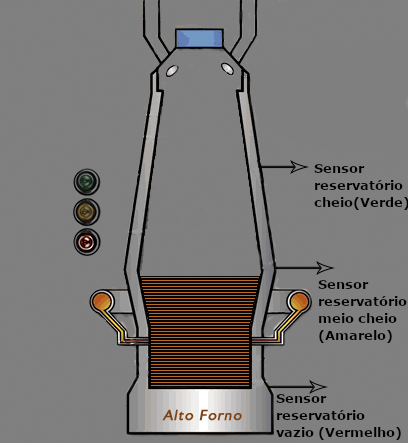 Sensor
reservatório
cheio(Verde)
Sensor
reservatório
meio cheio
(Amarelo)
Sensor
reservatório
vazio (Vermelho)
Alto Forno